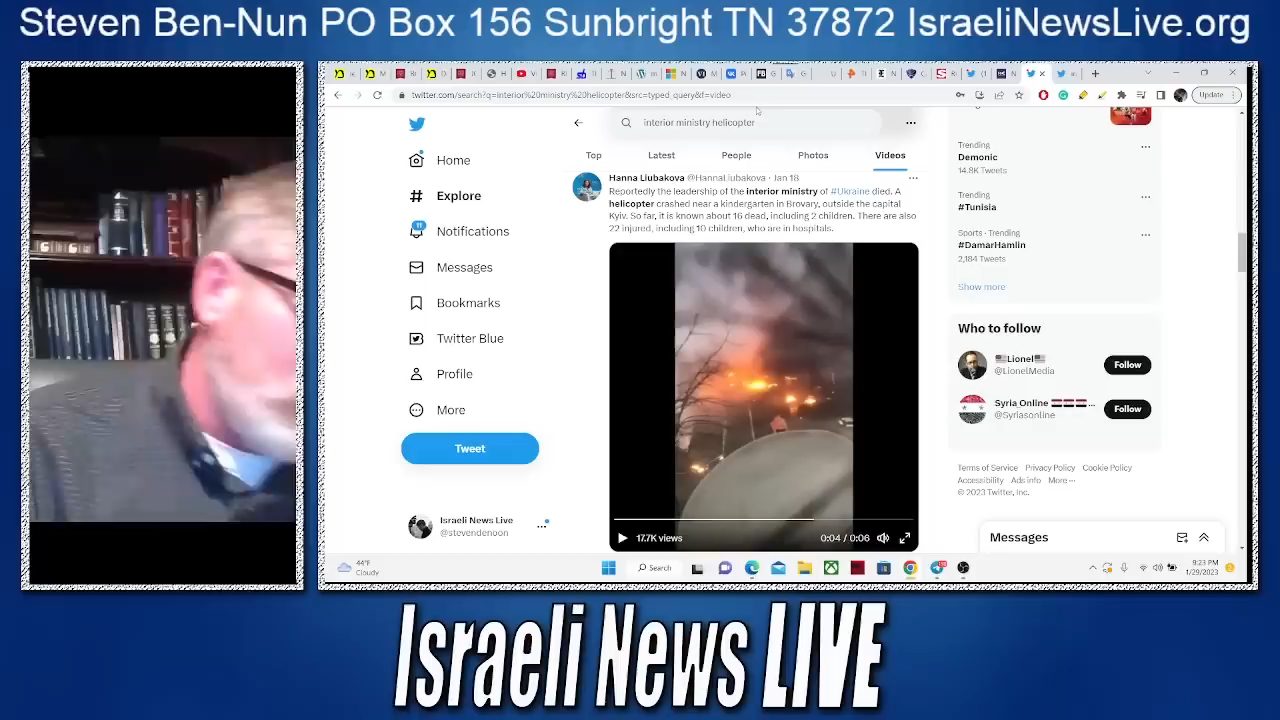 Steven Ben-Nun PO Box 156 Sunbright TN 37872 IsraeliNewsLive.org
Update
twitter.com/search?q=interior%20ministry%20helicopter&src=typed_query&f=video
interior ministry helicopter
Top
Latest
People
Photos
Videos
Home
Explore
11
Notifications
Messages
Bookmarks
Twitter Blue
Profile
More
Tweet
Israeli News Live
@stevendenoon
Hanna Liubakova @HannaLiubakova · Jan 18
Reportedly the leadership of the interior ministry of #Ukraine died. A
helicopter crashed near a kindergarten in Brovary, outside the capital
Kyiv. So far, it is known about 16 dead, including 2 children. There are also
22 injured, including 10 children, who are in hospitals.
17.7K views
0:04 / 0:06
Trending
Demonic
14.8K Tweets
Trending
#Tunisia
Sports · Trending
#DamarHamlin
2,184 Tweets
Show more
Who to follow
Lionel
@LionelMedia
Follow
Syria Online
@Syriasonline
Follow
Terms of Service Privacy Policy Cookie Policy
Accessibility Ads info More ···
© 2023 Twitter, Inc.
Messages
44°F
Cloudy
Search
9:23 PM
1/29/2023
Israeli News LIVE